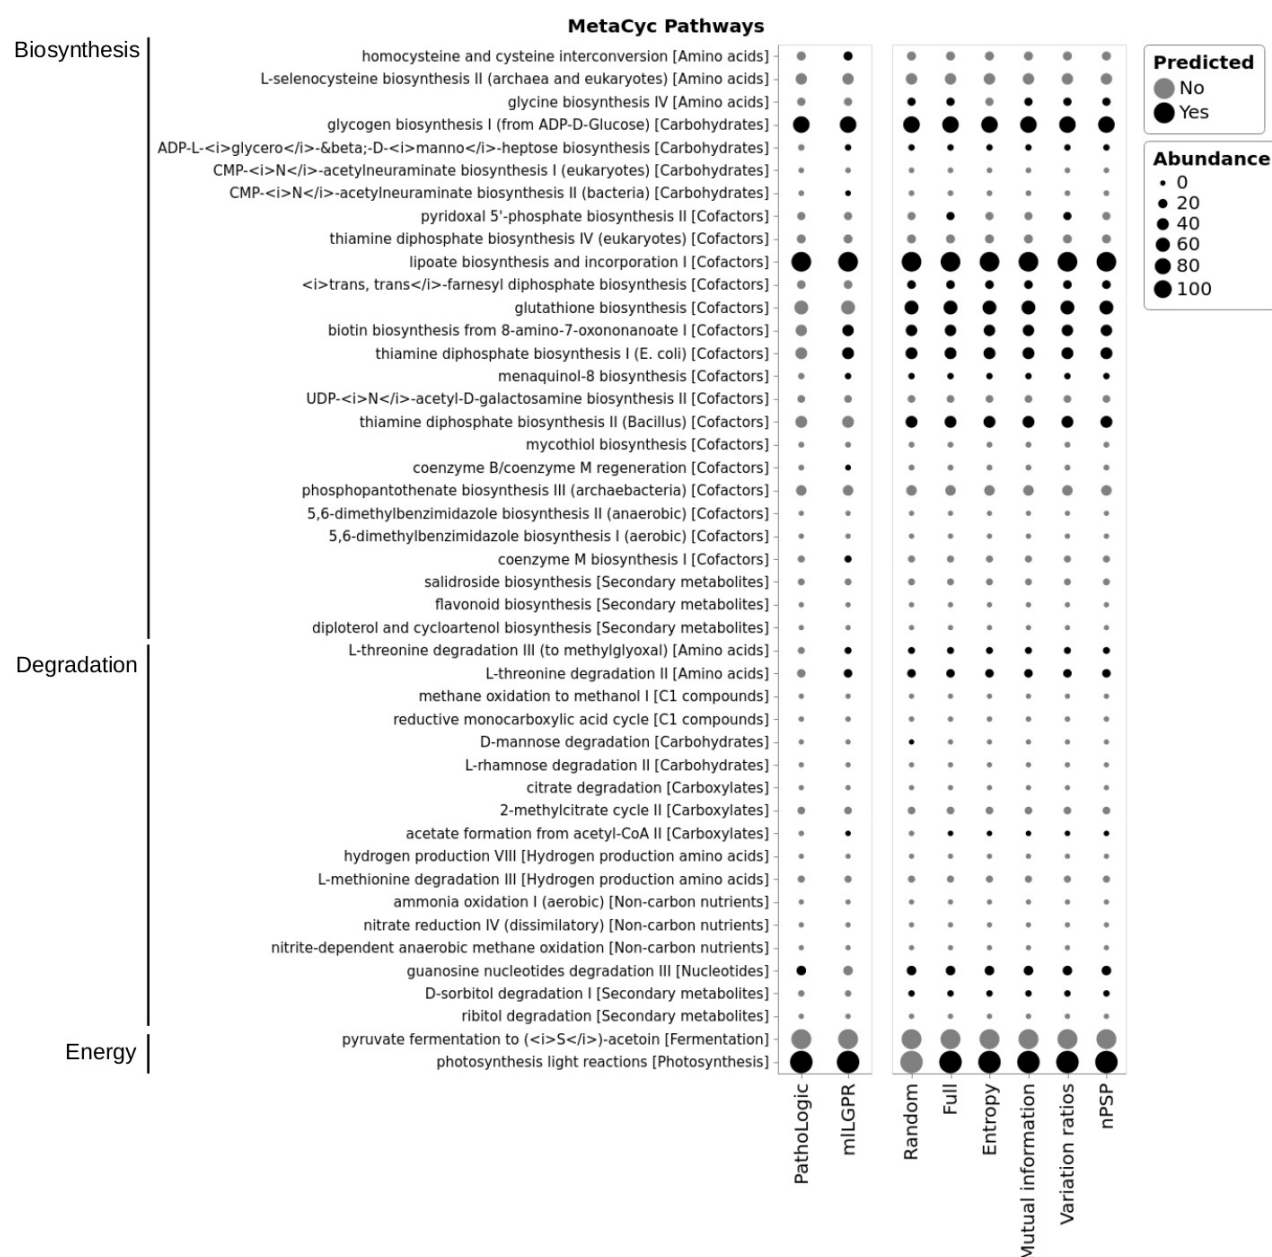 MetaCyc Pathways
Biosynthesis
homocysteine and cysteine interconversion [Amino acids]
L-selenocysteine biosynthesis II (archaea and eukaryotes) [Amino acids]
glycine biosynthesis IV [Amino acids]
glycogen biosynthesis I (from ADP-D-Glucose) [Carbohydrates]
ADP-L-<i>glycero</i>-&beta;-D-<i>manno</i>-heptose biosynthesis [Carbohydrates]
CMP-<i>N</i>-acetylneuraminate biosynthesis I (eukaryotes) [Carbohydrates]
CMP-<i>N</i>-acetylneuraminate biosynthesis II (bacteria) [Carbohydrates]
pyridoxal 5'-phosphate biosynthesis II [Cofactors]
thiamine diphosphate biosynthesis IV (eukaryotes) [Cofactors]
lipoate biosynthesis and incorporation I [Cofactors]
<i>trans, trans</i>-farnesyl diphosphate biosynthesis [Cofactors]
glutathione biosynthesis [Cofactors]
biotin biosynthesis from 8-amino-7-oxononanoate I [Cofactors]
thiamine diphosphate biosynthesis I (E. coli) [Cofactors]
menaquinol-8 biosynthesis [Cofactors]
UDP-<i>N</i>-acetyl-D-galactosamine biosynthesis II [Cofactors]
thiamine diphosphate biosynthesis II (Bacillus) [Cofactors]
mycothiol biosynthesis [Cofactors]
coenzyme B/coenzyme M regeneration [Cofactors]
phosphopantothenate biosynthesis III (archaebacteria) [Cofactors]
5,6-dimethylbenzimidazole biosynthesis II (anaerobic) [Cofactors]
5,6-dimethylbenzimidazole biosynthesis I (aerobic) [Cofactors]
coenzyme M biosynthesis I [Cofactors]
salidroside biosynthesis [Secondary metabolites]
flavonoid biosynthesis [Secondary metabolites]
diploterol and cycloartenol biosynthesis [Secondary metabolites]
Degradation
L-threonine degradation III (to methylglyoxal) [Amino acids]
L-threonine degradation II [Amino acids]
methane oxidation to methanol I [C1 compounds]
reductive monocarboxylic acid cycle [C1 compounds]
D-mannose degradation [Carbohydrates]
L-rhamnose degradation II [Carbohydrates]
citrate degradation [Carboxylates]
2-methylcitrate cycle II [Carboxylates]
acetate formation from acetyl-CoA II [Carboxylates]
hydrogen production VIII [Hydrogen production amino acids]
L-methionine degradation III [Hydrogen production amino acids]
ammonia oxidation I (aerobic) [Non-carbon nutrients]
nitrate reduction IV (dissimilatory) [Non-carbon nutrients]
nitrite-dependent anaerobic methane oxidation [Non-carbon nutrients]
guanosine nucleotides degradation III [Nucleotides]
D-sorbitol degradation I [Secondary metabolites]
ribitol degradation [Secondary metabolites]
Energy
pyruvate fermentation to (<i>S</i>)-acetoin [Fermentation]
photosynthesis light reactions [Photosynthesis]
PathoLogic
mlLGPR
Random
Full
Entropy
Mutual information
Variation ratios
nPSP
Predicted
No
Yes
Abundance
0
20
40
60
80
100